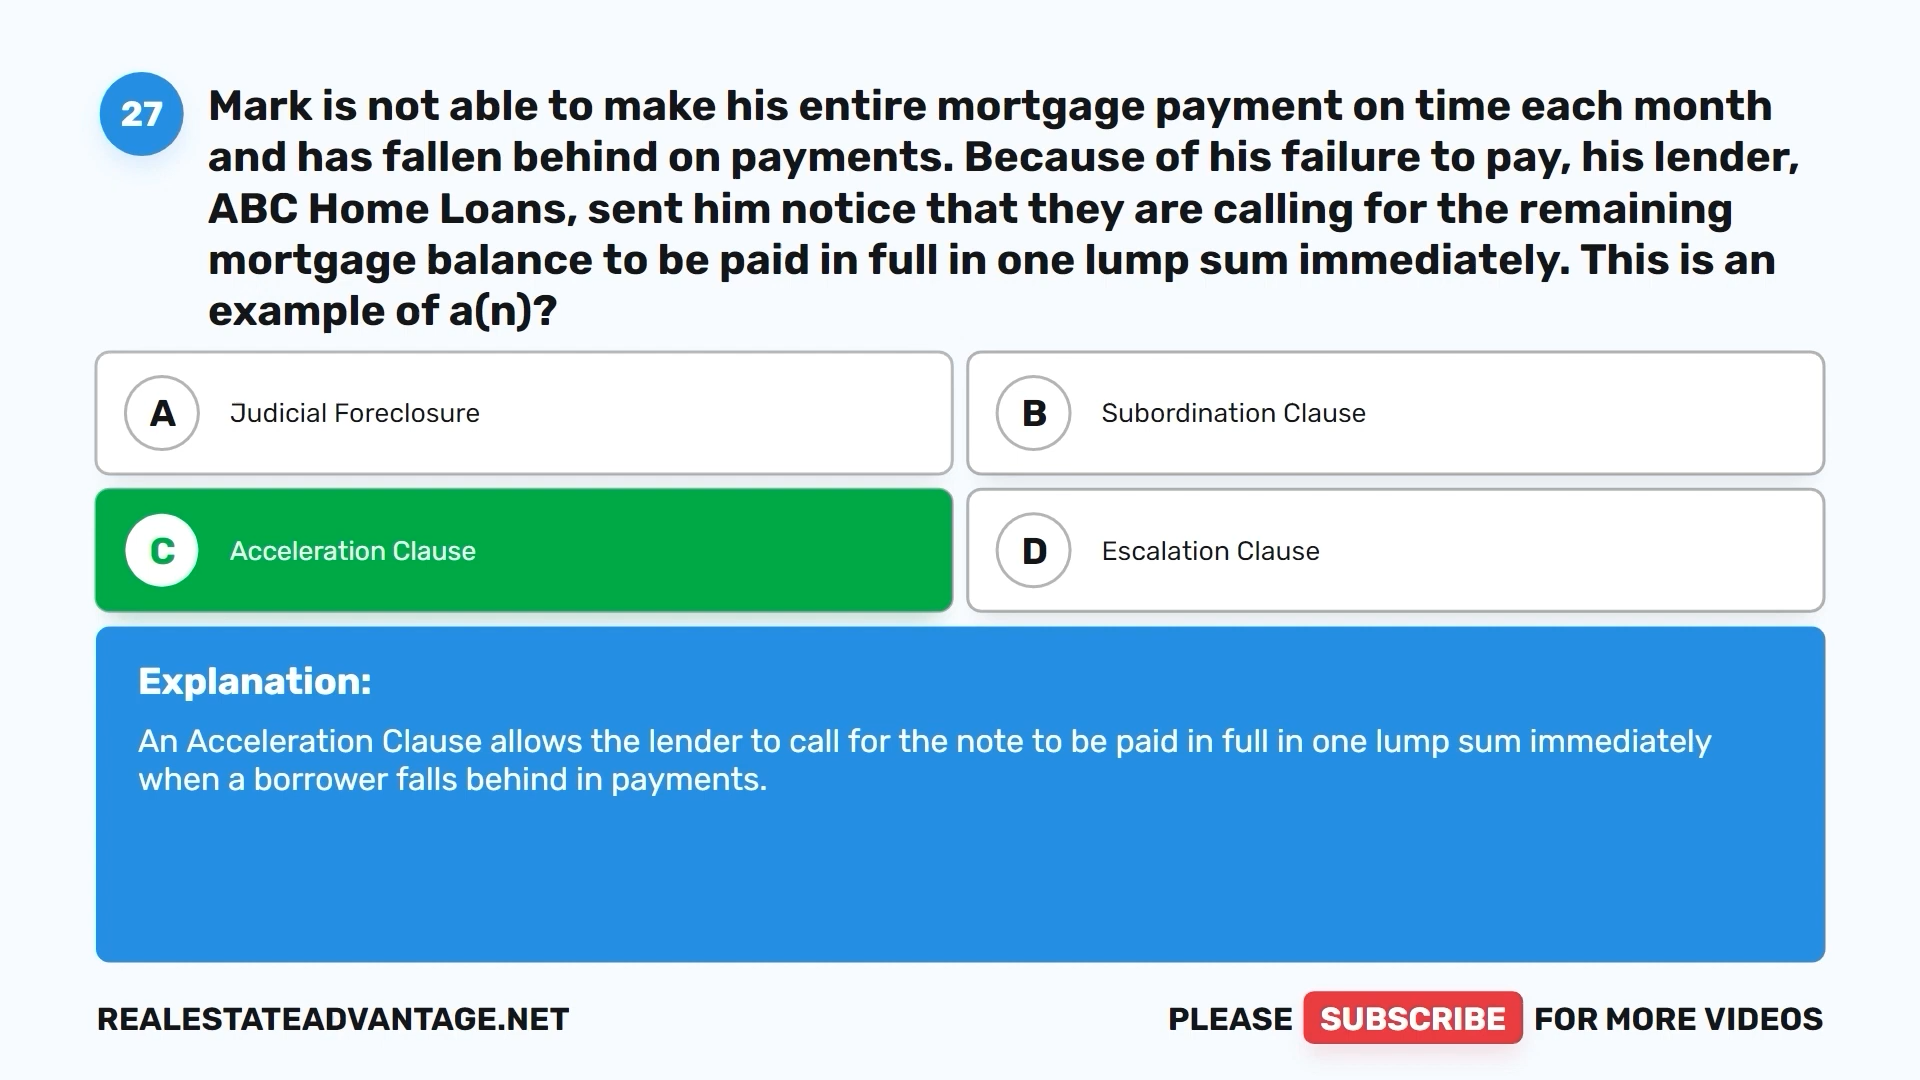 27
Mark is not able to make his entire mortgage payment on time each month
and has fallen behind on payments. Because of his failure to pay, his lender,
ABC Home Loans, sent him notice that they are calling for the remaining
mortgage balance to be paid in full in one lump sum immediately. This is an
example of a(n)?
A Judicial Foreclosure
B Subordination Clause
C Acceleration Clause
D Escalation Clause
Explanation:
An Acceleration Clause allows the lender to call for the note to be paid in full in one lump sum immediately
when a borrower falls behind in payments.
REALESTATEADVANTAGE.NET
PLEASE SUBSCRIBE FOR MORE VIDEOS